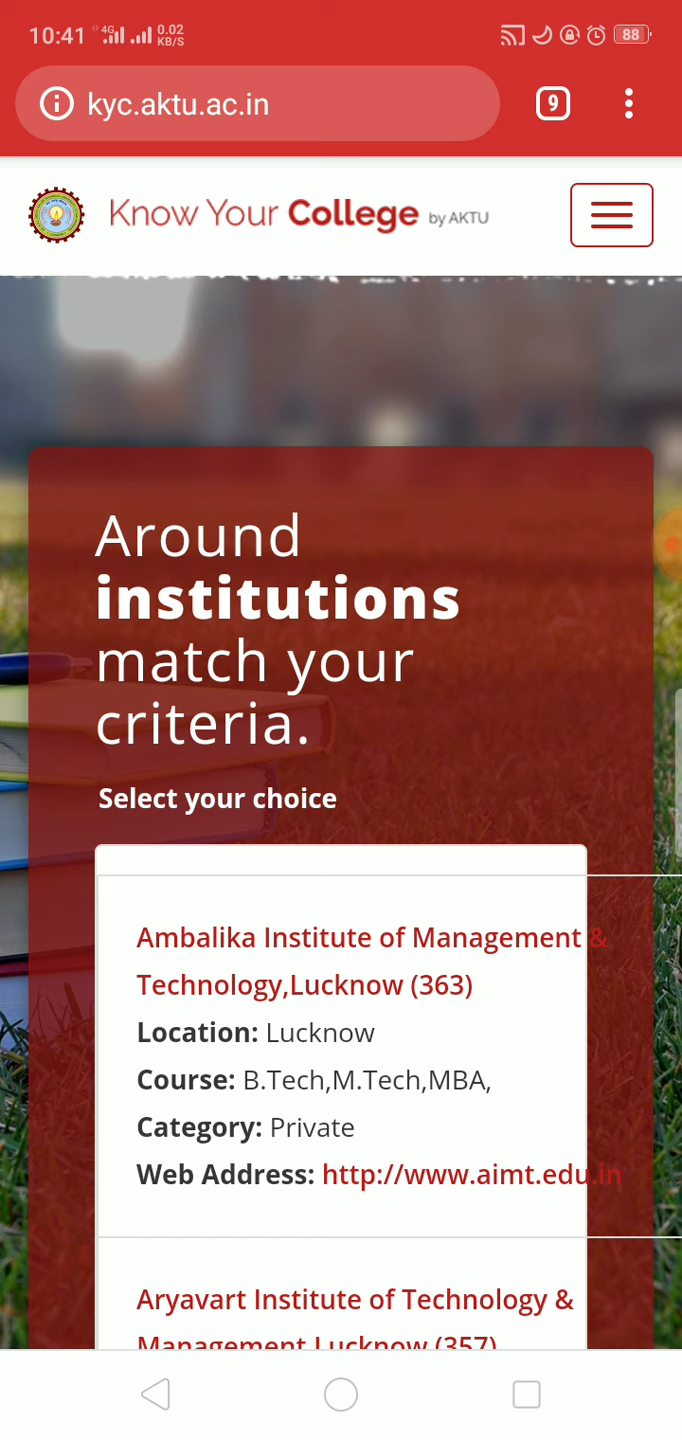 10:41 4G 0.02 KB/S 88
kyc.aktu.ac.in 9
Know Your College by AKTU
Around
institutions
match your
criteria.
Select your choice
Ambalika Institute of Management &
Technology,Lucknow (363)
Location: Lucknow
Course: B.Tech,M.Tech,MBA,
Category: Private
Web Address: http://www.aimt.edu.in
Aryavart Institute of Technology &
Management Lucknow (357)